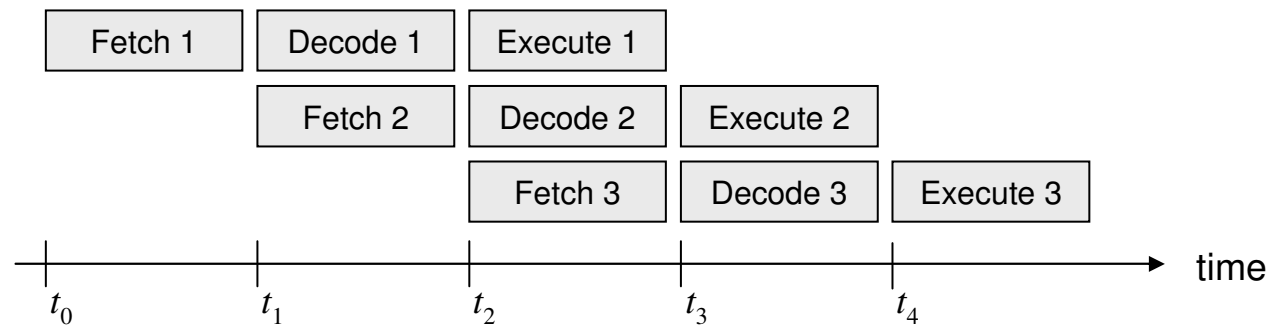 Fetch 1 Decode 1 Execute 1
Fetch 2 Decode 2 Execute 2
Fetch 3 Decode 3 Execute 3
time
t0 t1 t2 t3 t4